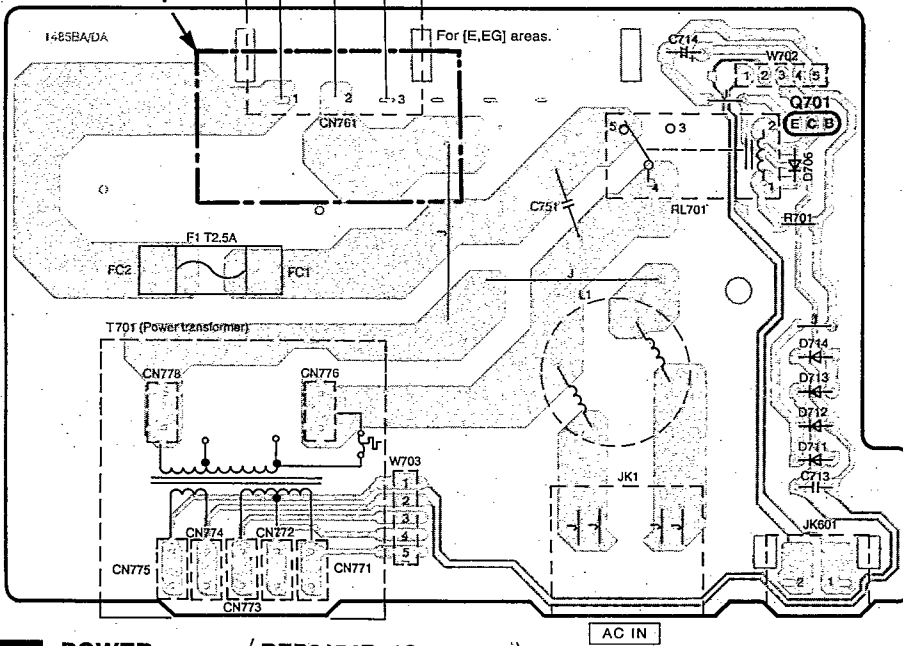 1485BA/DA
For [E,EG] areas.
C714
W702
1 2 3 4 5
Q701
E C B
1
2
3
CN761
5
3
2
4
1
D706
RL701
R701
C751
F1 T2.5A
FC2
FC1
J
J
L1
T701 (Power transformer)
CN778
CN776
J
D714
D713
D712
D711
C713
W703
1
2
3
4
5
JK1
JK601
CN774
CN772
CN775
CN771
CN773
2
1
AC IN
POWER